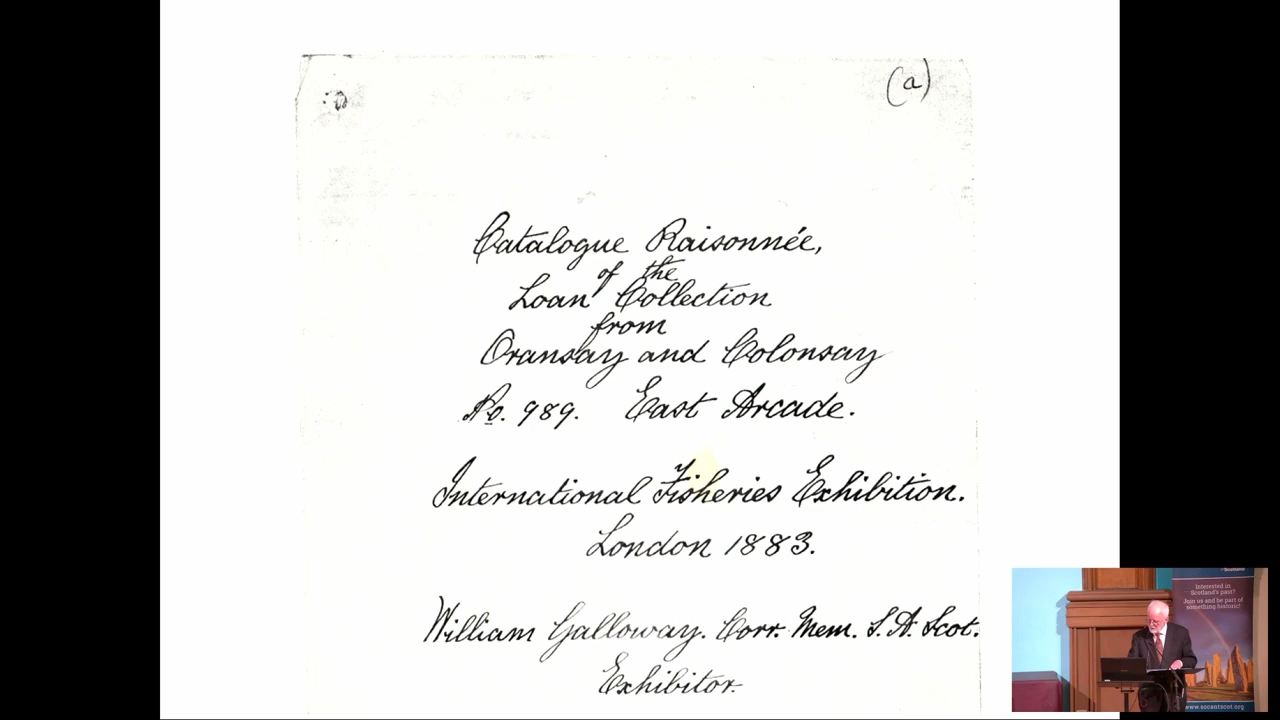 (a)
Catalogue Raisonnée,
of the
Loan Collection
from
Oransay and Colonsay
No. 989. East Arcade.
International Fisheries Exhibition.
London 1883.
William Galloway. Corr. Mem. S. A. Scot.
Exhibitor.
Scotland
Interested in
Scotland's past?
Join us and be part of
something historic!
www.socantscot.org